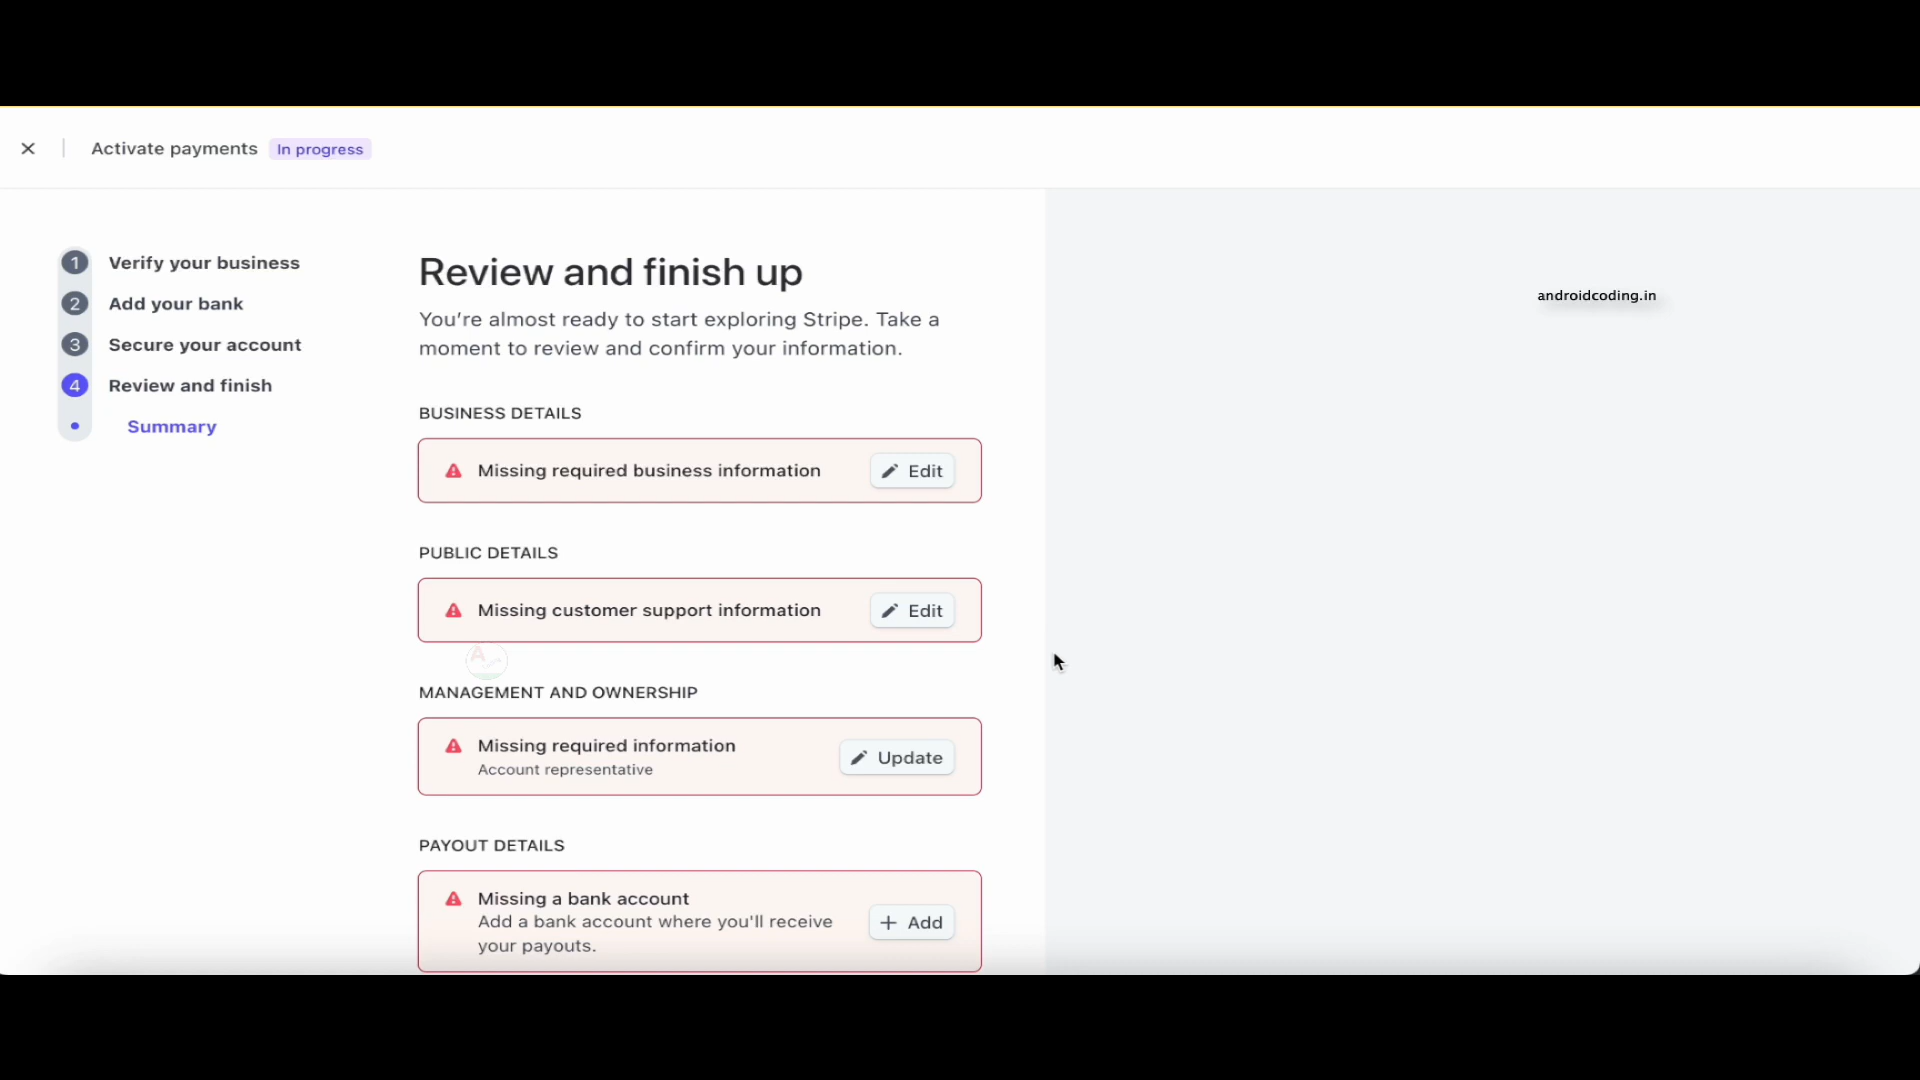 Activate payments In progress
1 Verify your business
2 Add your bank
3 Secure your account
4 Review and finish
Summary
Review and finish up
You're almost ready to start exploring Stripe. Take a
moment to review and confirm your information.
BUSINESS DETAILS
Missing required business information Edit
PUBLIC DETAILS
Missing customer support information Edit
A
MANAGEMENT AND OWNERSHIP
Missing required information
Account representative
Update
PAYOUT DETAILS
Missing a bank account
Add a bank account where you'll receive
your payouts.
Add
androidcoding.in